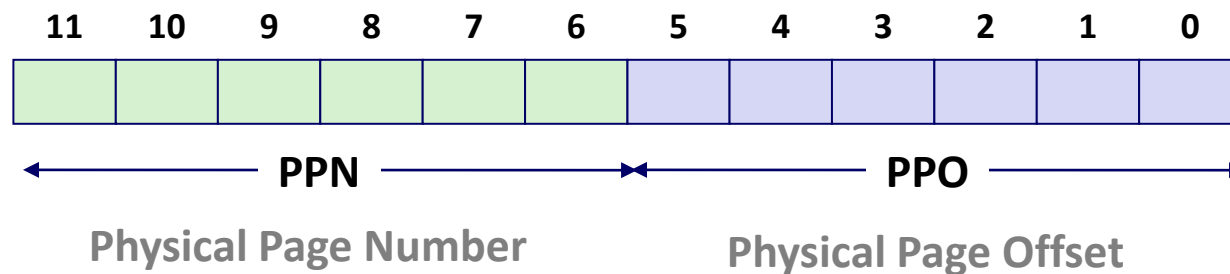 11 10 9 8 7 6 5 4 3 2 1 0
PPN PPO
Physical Page Number Physical Page Offset